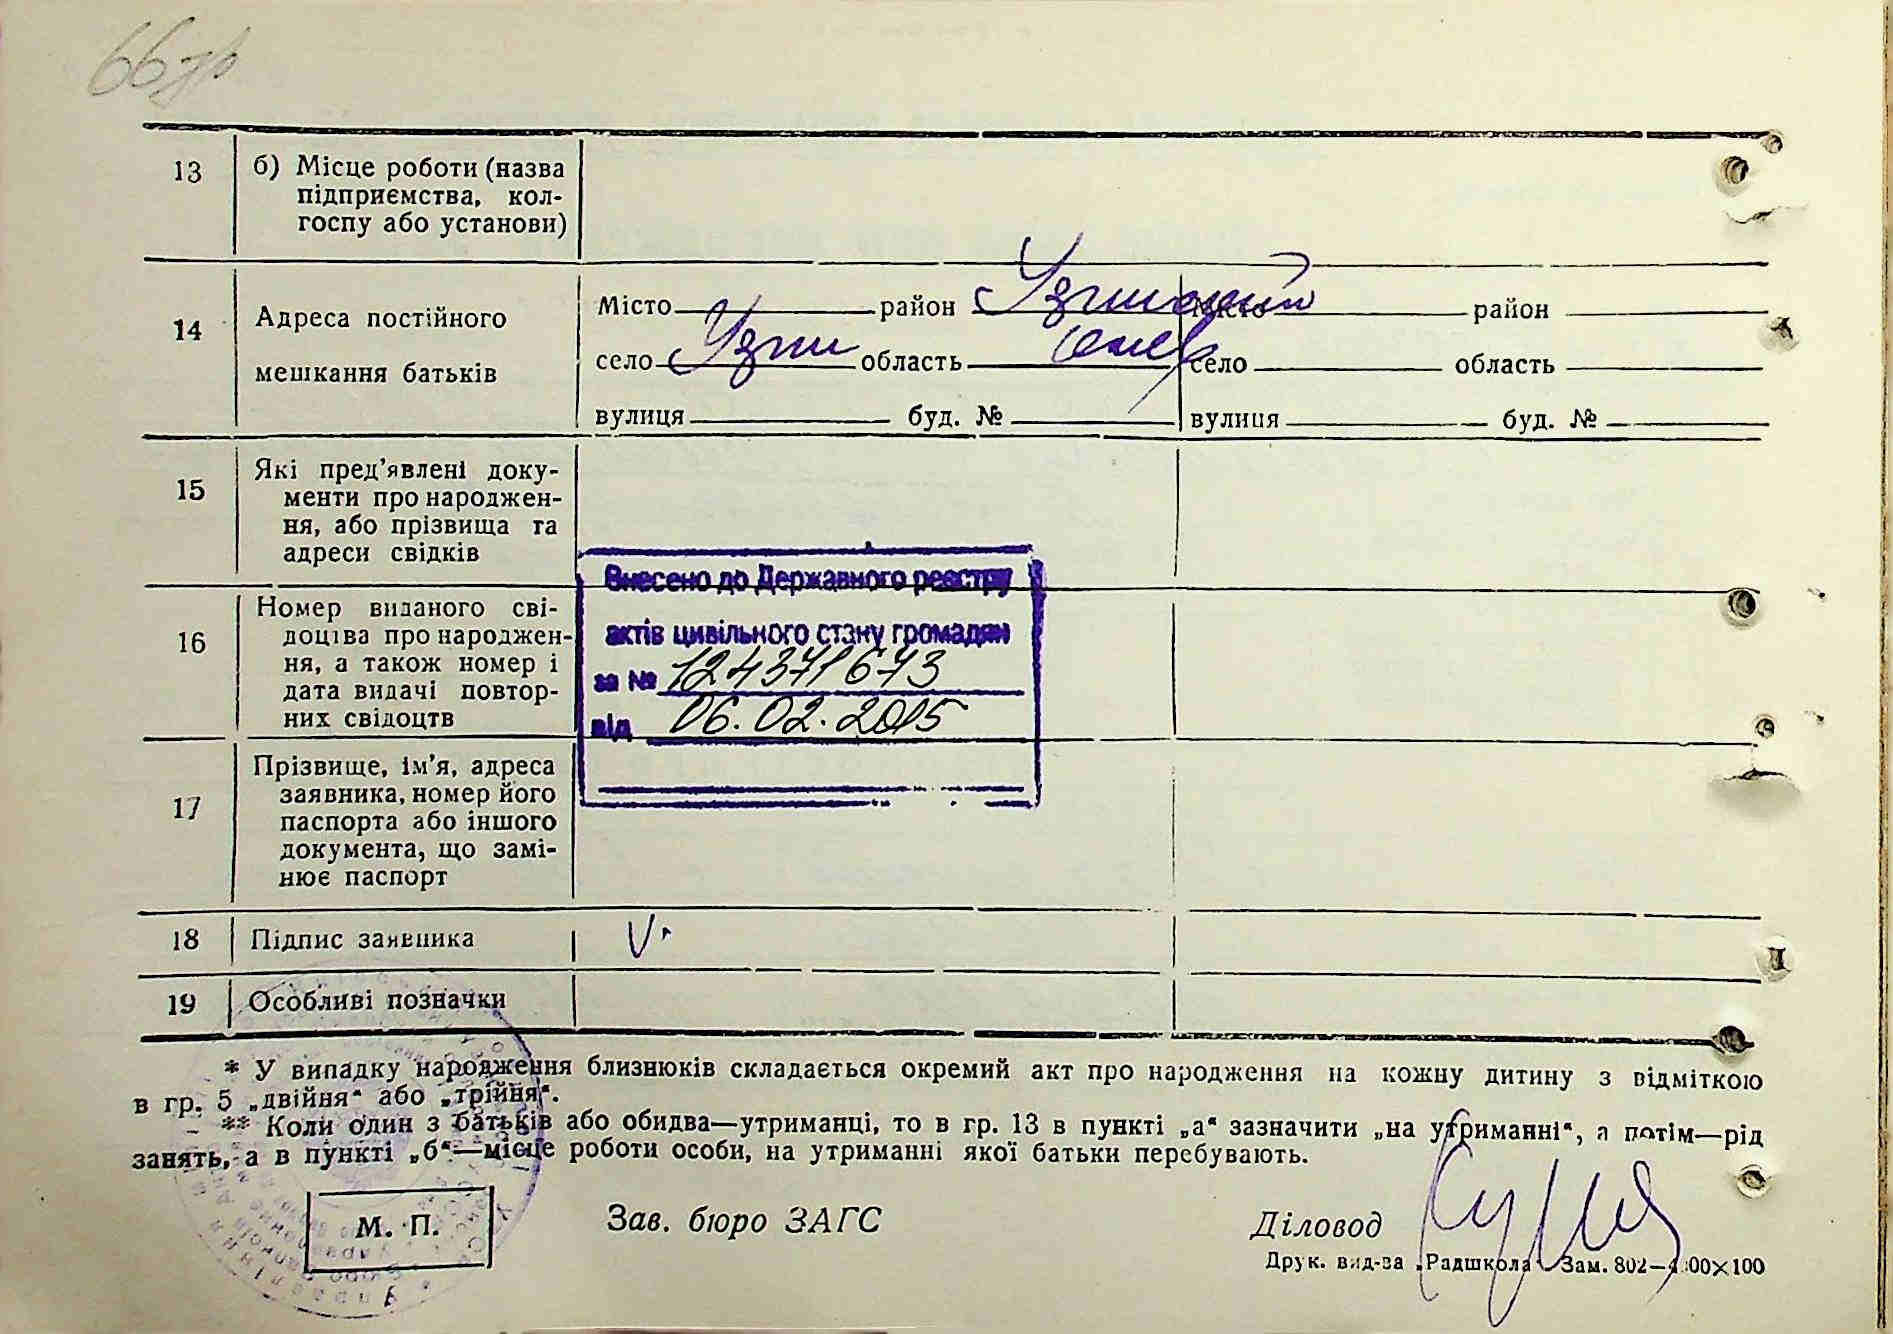 66зв
13 б) Місце роботи (назва
підприємства, кол-
госпу або установи)
14 Адреса постійного
мешкання батьків
Місто район Узинський Місто район
село Узин область Київ село область
вулиця буд. № вулиця буд. №
15 Які пред’явлені доку-
менти про народжен-
ня, або прізвища та
адреси свідків
16 Номер виданого сві-
доцтва про народжен-
ня, а також номер і
дата видачі повтор-
них свідоцтв
Внесено до Державного реєстру
актів цивільного стану громадян
за № 124371673
від 06.02.2015
17 Прізвище, ім’я, адреса
заявника, номер його
паспорта або іншого
документа, що замі-
нює паспорт
18 Підпис заявника V
19 Особливі позначки
* У випадку народження близнюків складається окремий акт про народження на кожну дитину з відміткою
в гр. 5 „двійня“ або „трійня“.
** Коли один з батьків або обидва—утриманці, то в гр. 13 в пункті „а“ зазначити „на утриманні“, а потім—рід
занять, а в пункті „б“—місце роботи особи, на утриманні якої батьки перебувають.
М. П.
Зав. бюро ЗАГС
Діловод
Друк. вид-ва „Радшкола“ Зам. 802—4000×100